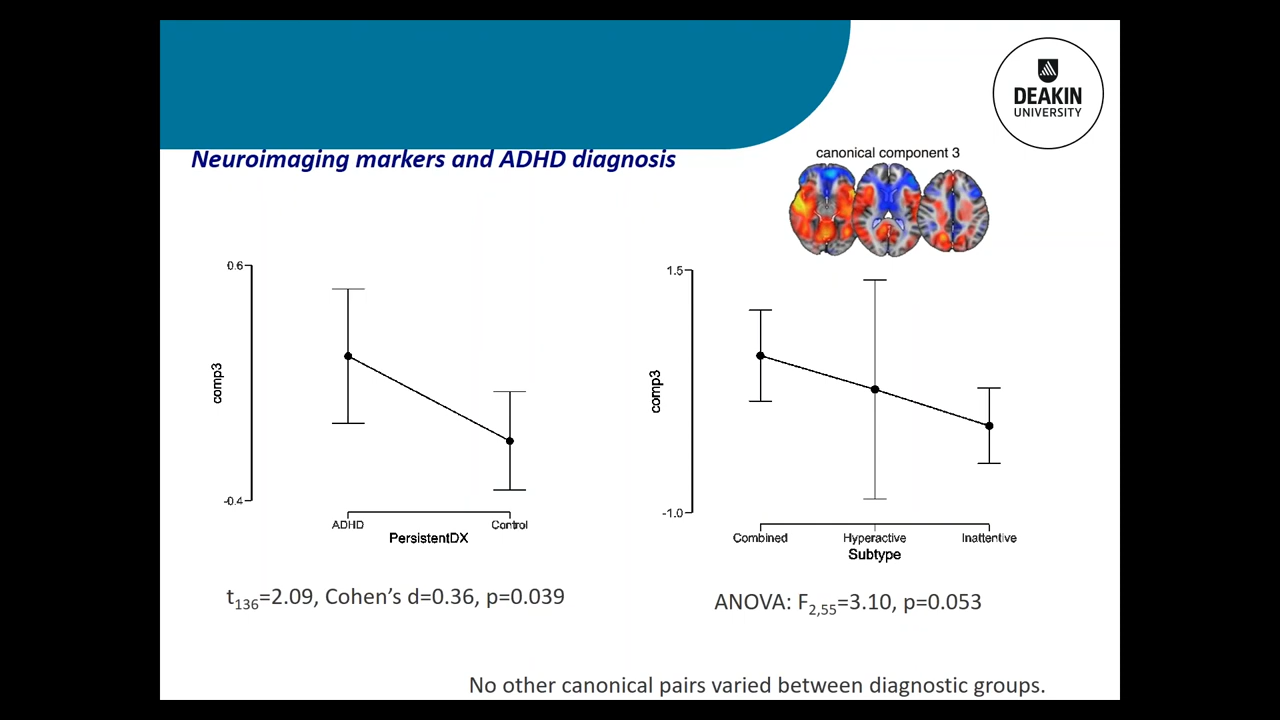 DEAKIN
UNIVERSITY
Neuroimaging markers and ADHD diagnosis
canonical component 3
0.6
comp3
-0.4
ADHD Control
PersistentDX
1.5
comp3
-1.0
Combined Hyperactive Inattentive
Subtype
t136=2.09, Cohen’s d=0.36, p=0.039
ANOVA: F2,55=3.10, p=0.053
No other canonical pairs varied between diagnostic groups.